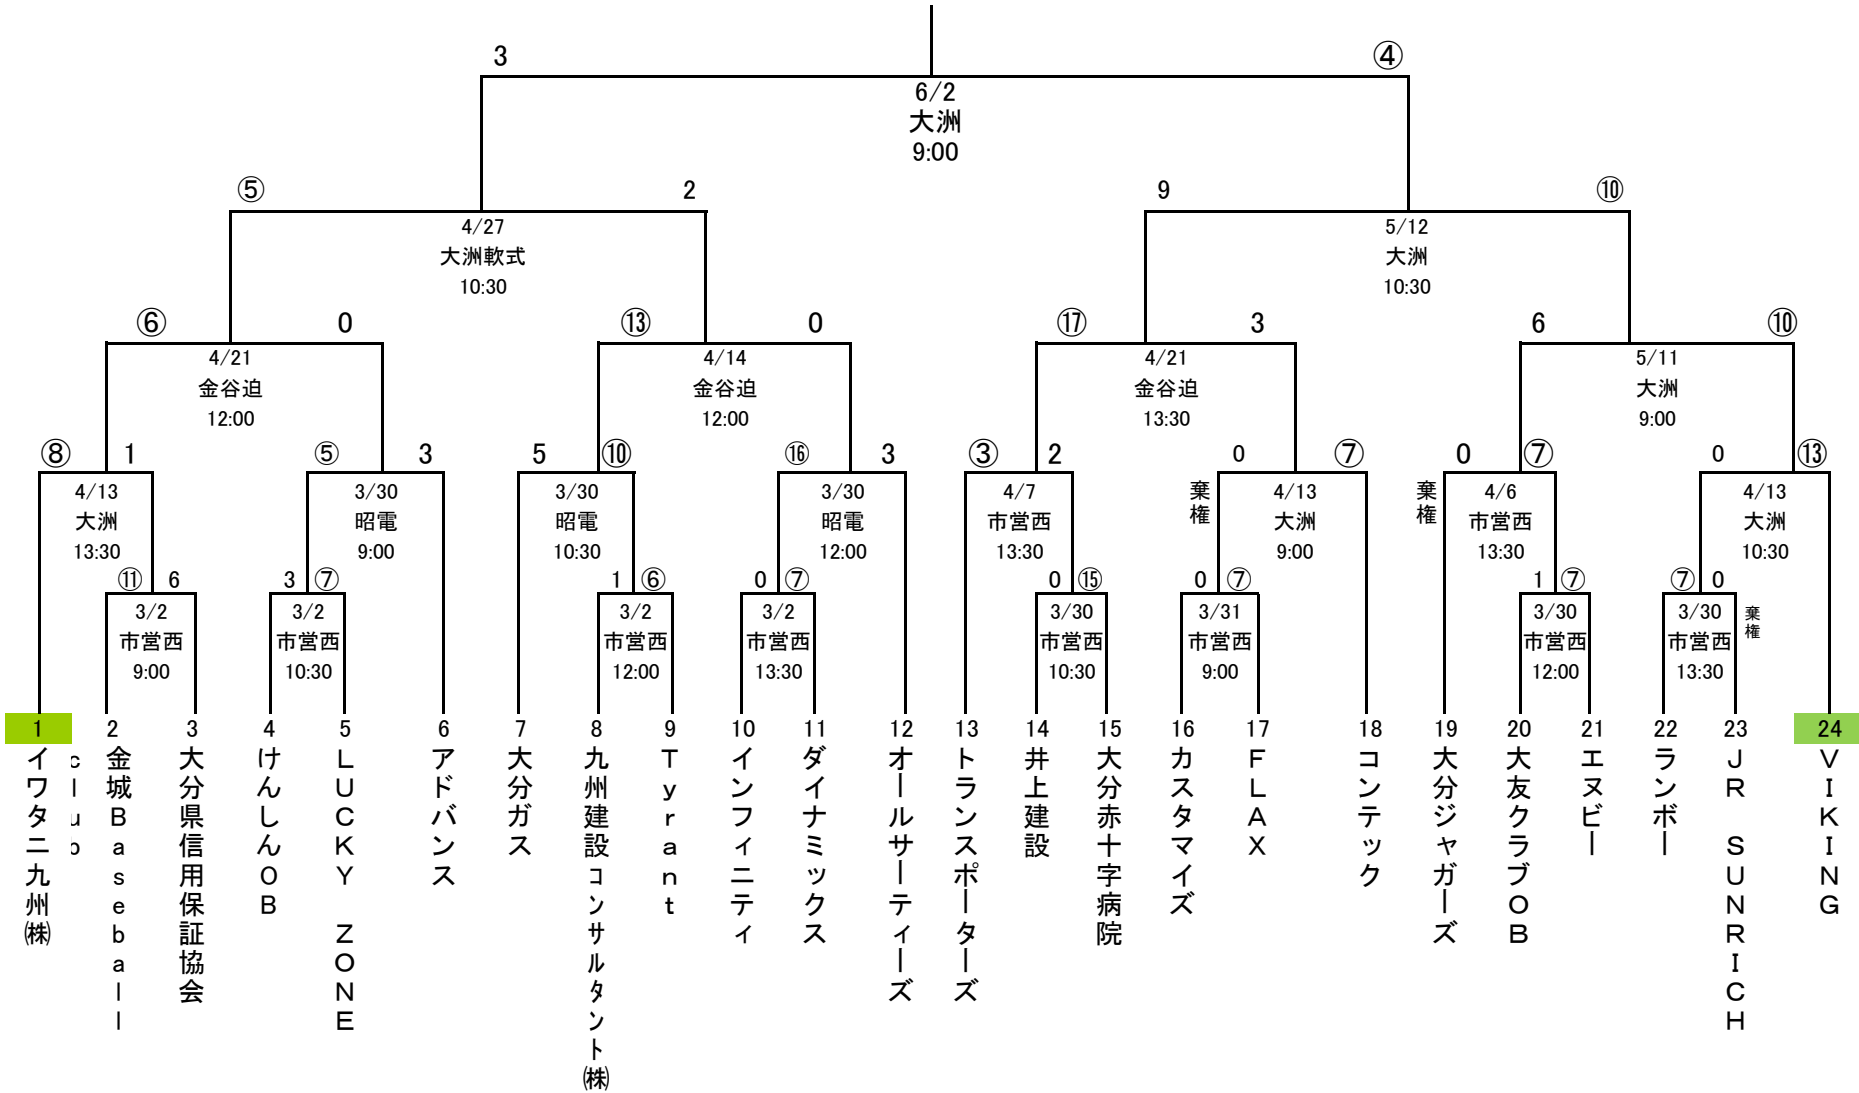 3 ④
6/2
大洲
9:00
⑤ 2 9 ⑩
4/27 5/12
大洲軟式 大洲
10:30 10:30
⑥ 0 ⑬ 0 ⑰ 3 6 ⑩
4/21 4/14 4/21 5/11
金谷迫 金谷迫 金谷迫 大洲
12:00 12:00 13:30 9:00
⑧ 1 ⑤ 3 5 ⑩ ⑯ 3 ③ 2 0 ⑦ 0 ⑦ 0 ⑬
4/13 3/30 3/30 3/30 4/7 棄権 4/13 棄権 4/6 4/13
大洲 昭電 昭電 昭電 市営西 大洲 市営西 大洲
13:30 9:00 10:30 12:00 13:30 9:00 13:30 10:30
⑪ 6 3 ⑦ 1 ⑥ 0 ⑦ 0 ⑮ 0 ⑦ 1 ⑦ ⑦ 0
3/2 3/2 3/2 3/2 3/30 3/31 3/30 3/30 棄権
市営西 市営西 市営西 市営西 市営西 市営西 市営西 市営西
9:00 10:30 12:00 13:30 10:30 9:00 12:00 13:30
1 2 3 4 5 6 7 8 9 10 11 12 13 14 15 16 17 18 19 20 21 22 23 24
イワタニ九州㈱
金城Baseball
club
大分県信用保証協会
けんしんOB
LUCKY ZONE
アドバンス
大分ガス
九州建設コンサルタント㈱
Tyrant
インフィニティ
ダイナミックス
オールサーティーズ
トランスポーターズ
井上建設
大分赤十字病院
カスタマイズ
FLAX
コンテック
大分ジャガーズ
大友クラブOB
エヌビー
ランボー
JR SUNRICH
VIKING